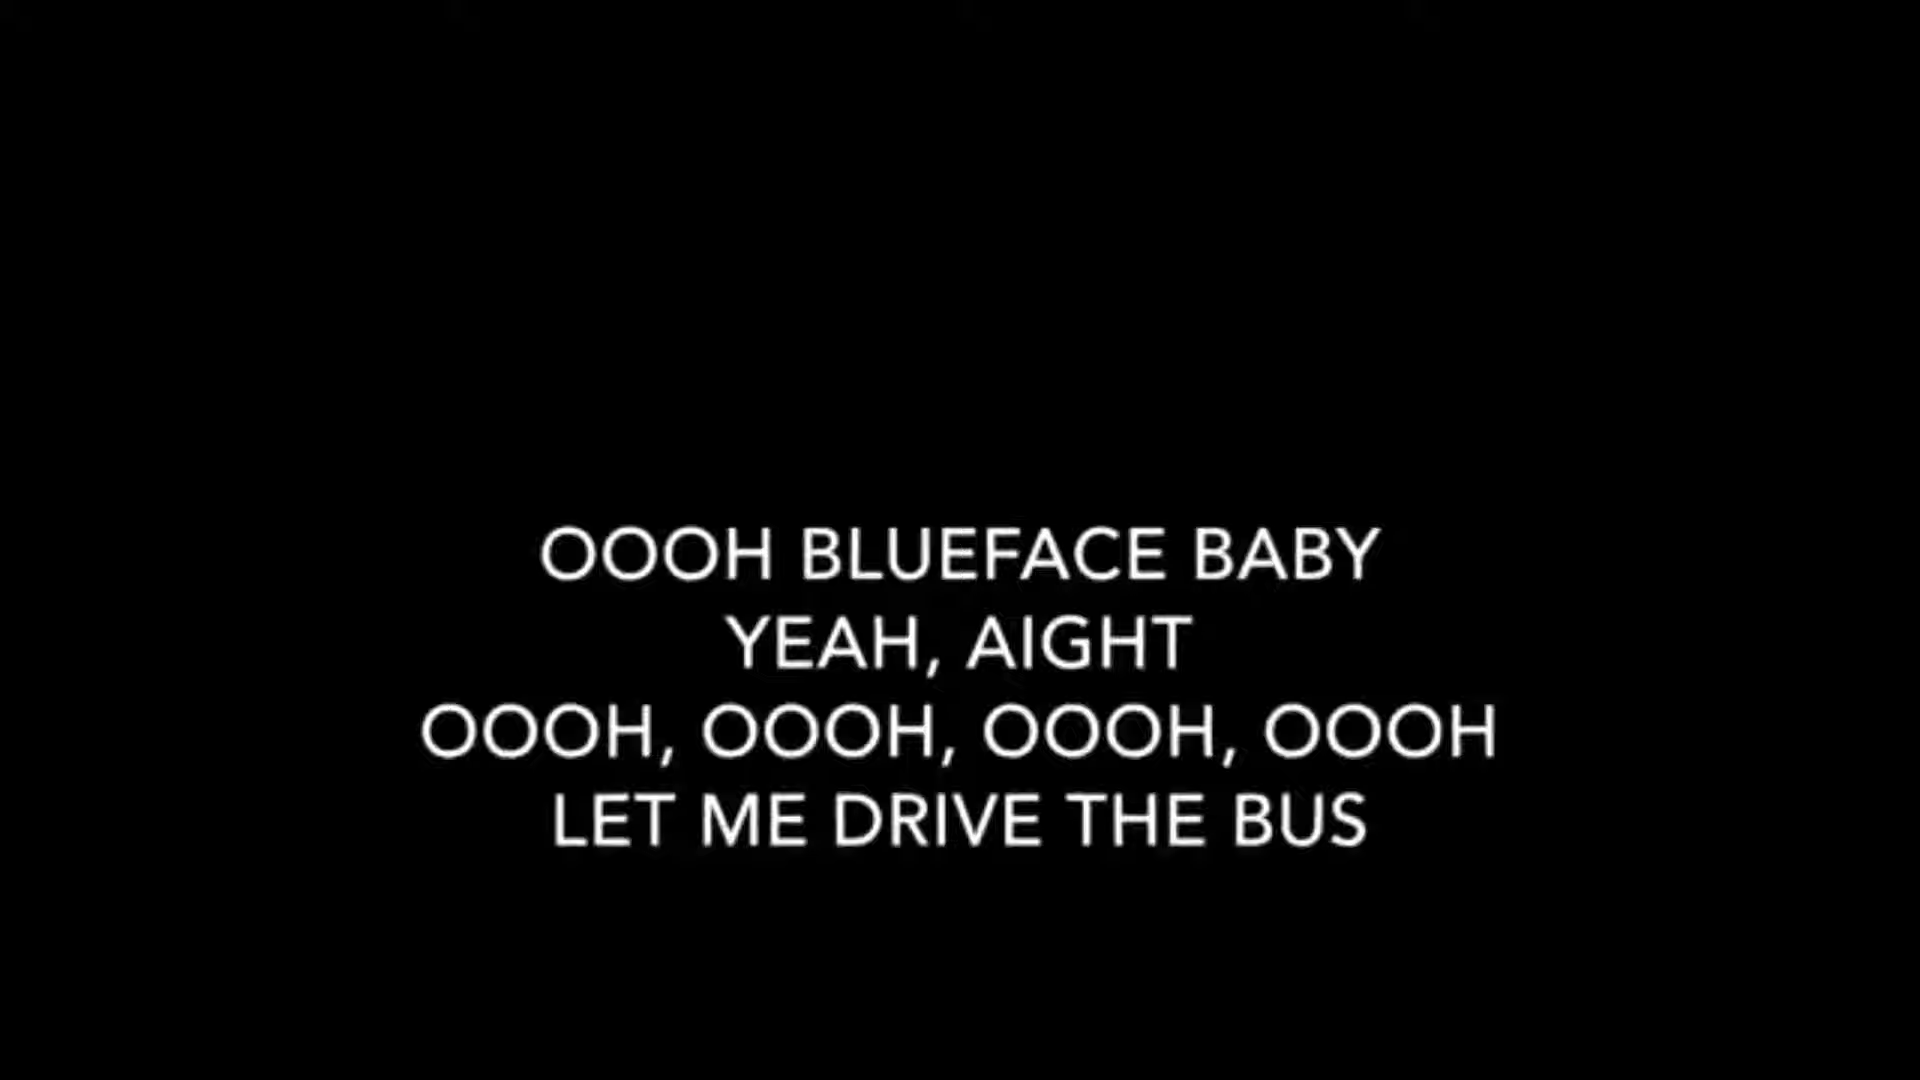 OOOH BLUEFACE BABY
YEAH, AIGHT
OOOH, OOOH, OOOH, OOOH
LET ME DRIVE THE BUS